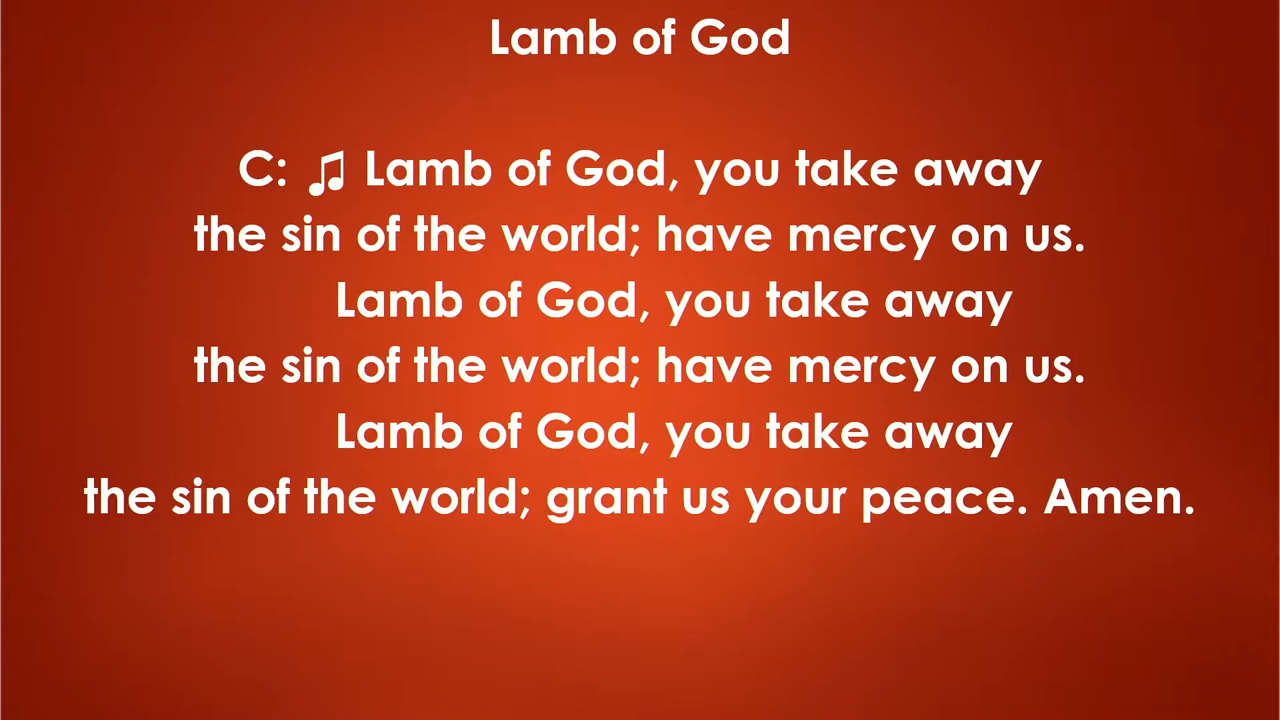 Lamb of God
C: ♫ Lamb of God, you take away
the sin of the world; have mercy on us.
Lamb of God, you take away
the sin of the world; have mercy on us.
Lamb of God, you take away
the sin of the world; grant us your peace. Amen.